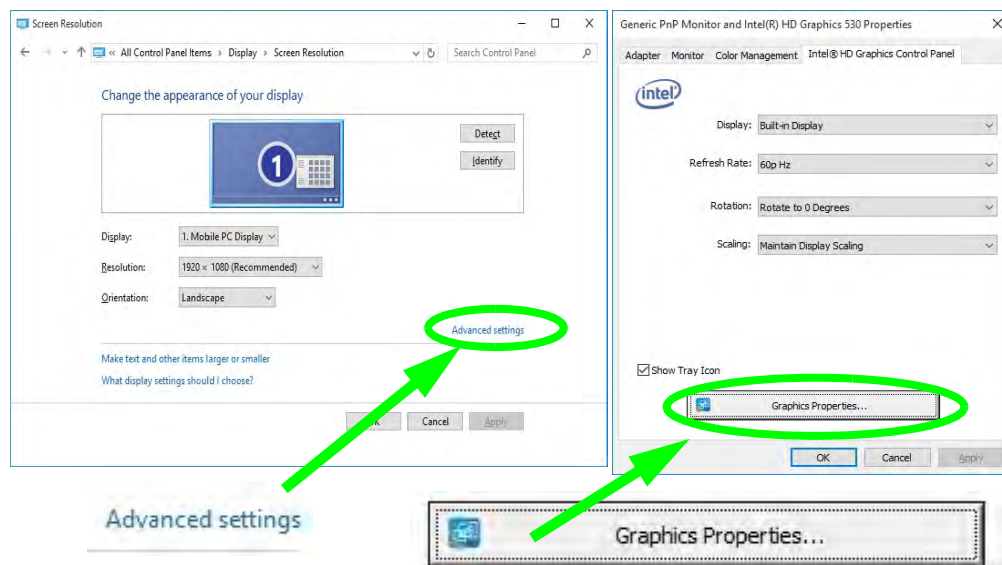 Screen Resolution
« All Control Panel Items › Display › Screen Resolution
Search Control Panel
Change the appearance of your display
1
Detect
Identify
Display: 1. Mobile PC Display
Resolution: 1920 × 1080 (Recommended)
Orientation: Landscape
Advanced settings
Make text and other items larger or smaller
What display settings should I choose?
Cancel Apply
Generic PnP Monitor and Intel(R) HD Graphics 530 Properties
Adapter Monitor Color Management Intel® HD Graphics Control Panel
intel
Display: Built-in Display
Refresh Rate: 60p Hz
Rotation: Rotate to 0 Degrees
Scaling: Maintain Display Scaling
Show Tray Icon
Graphics Properties...
OK Cancel Apply
Advanced settings
Graphics Properties...